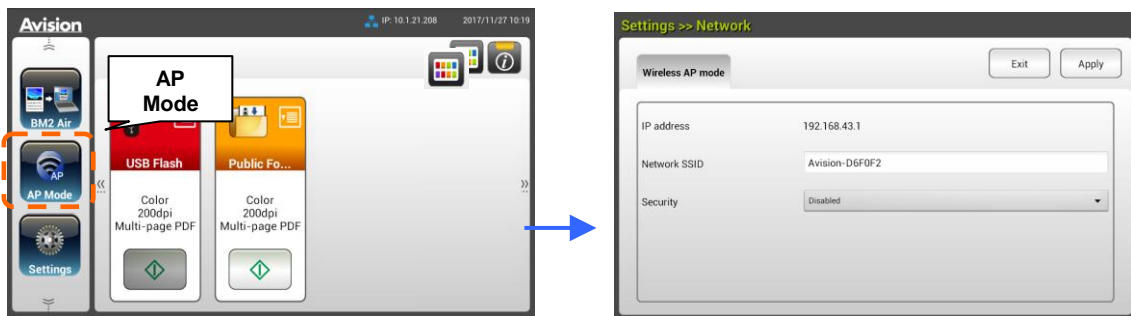 Avision
IP: 10.1.21.208
2017/11/27 10:19
BM2 Air
AP
AP Mode
Settings
AP
Mode
USB Flash
Color
200dpi
Multi-page PDF
Public Fo...
Color
200dpi
Multi-page PDF
Settings >> Network
Wireless AP mode
Exit
Apply
IP address
192.168.43.1
Network SSID
Avision-D6F0F2
Security
Disabled